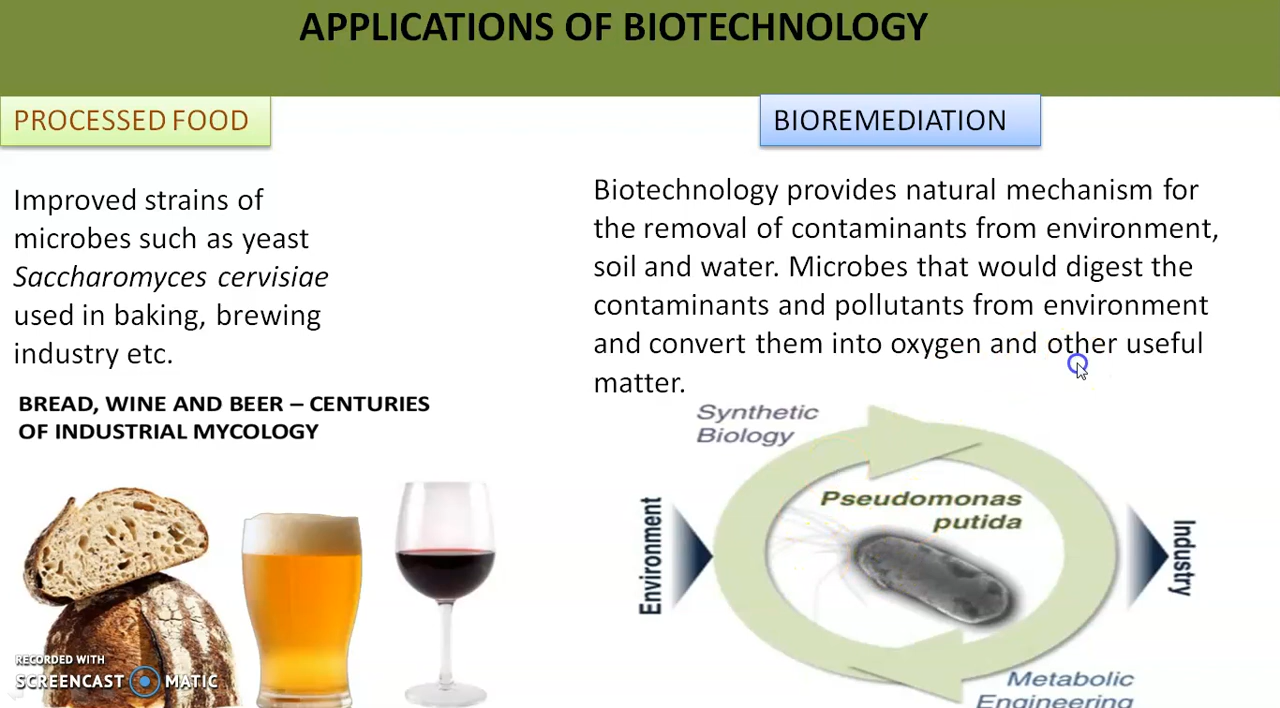 APPLICATIONS OF BIOTECHNOLOGY
PROCESSED FOOD
Improved strains of
microbes such as yeast
Saccharomyces cervisiae
used in baking, brewing
industry etc.
BREAD, WINE AND BEER – CENTURIES
OF INDUSTRIAL MYCOLOGY
RECORDED WITH
SCREENCAST MATIC
BIOREMEDIATION
Biotechnology provides natural mechanism for
the removal of contaminants from environment,
soil and water. Microbes that would digest the
contaminants and pollutants from environment
and convert them into oxygen and other useful
matter.
Synthetic
Biology
Environment
Pseudomonas
putida
Industry
Metabolic
Engineering